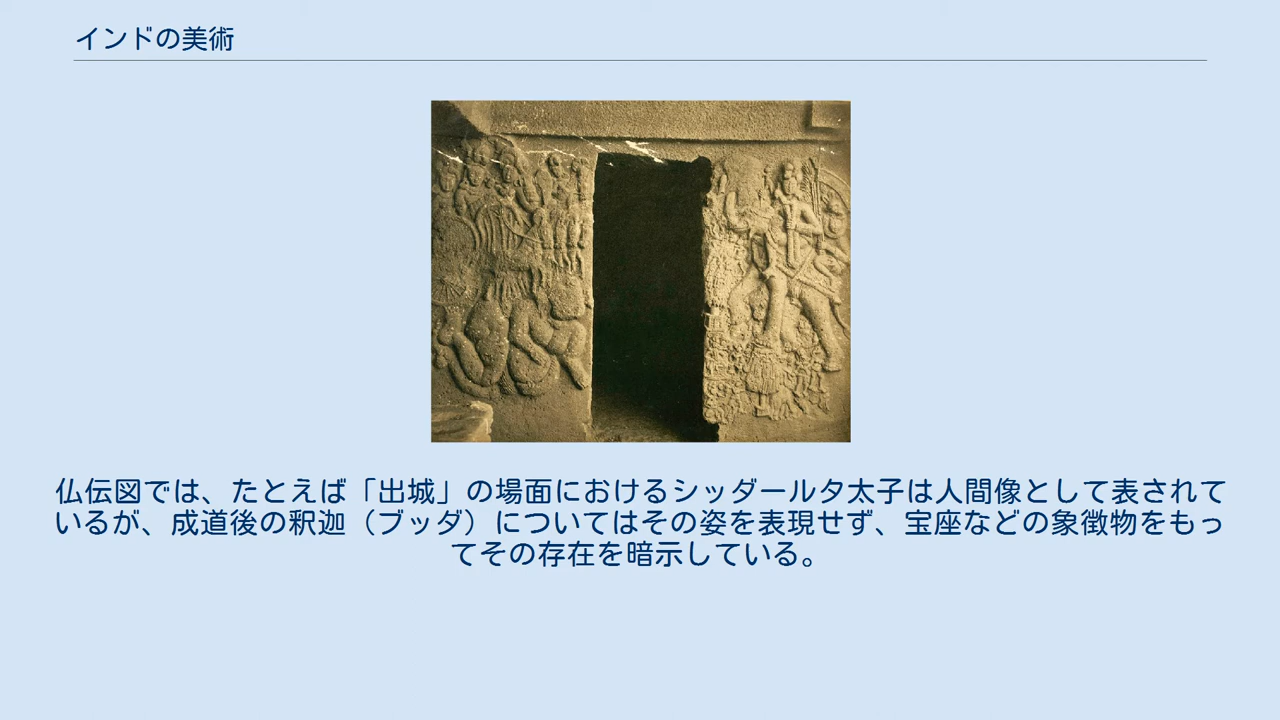 インドの美術
仏伝図では、たとえば「出城」の場面におけるシッダールタ太子は人間像として表されて
いるが、成道後の釈迦（ブッダ）についてはその姿を表現せず、宝座などの象徴物をもっ
てその存在を暗示している。